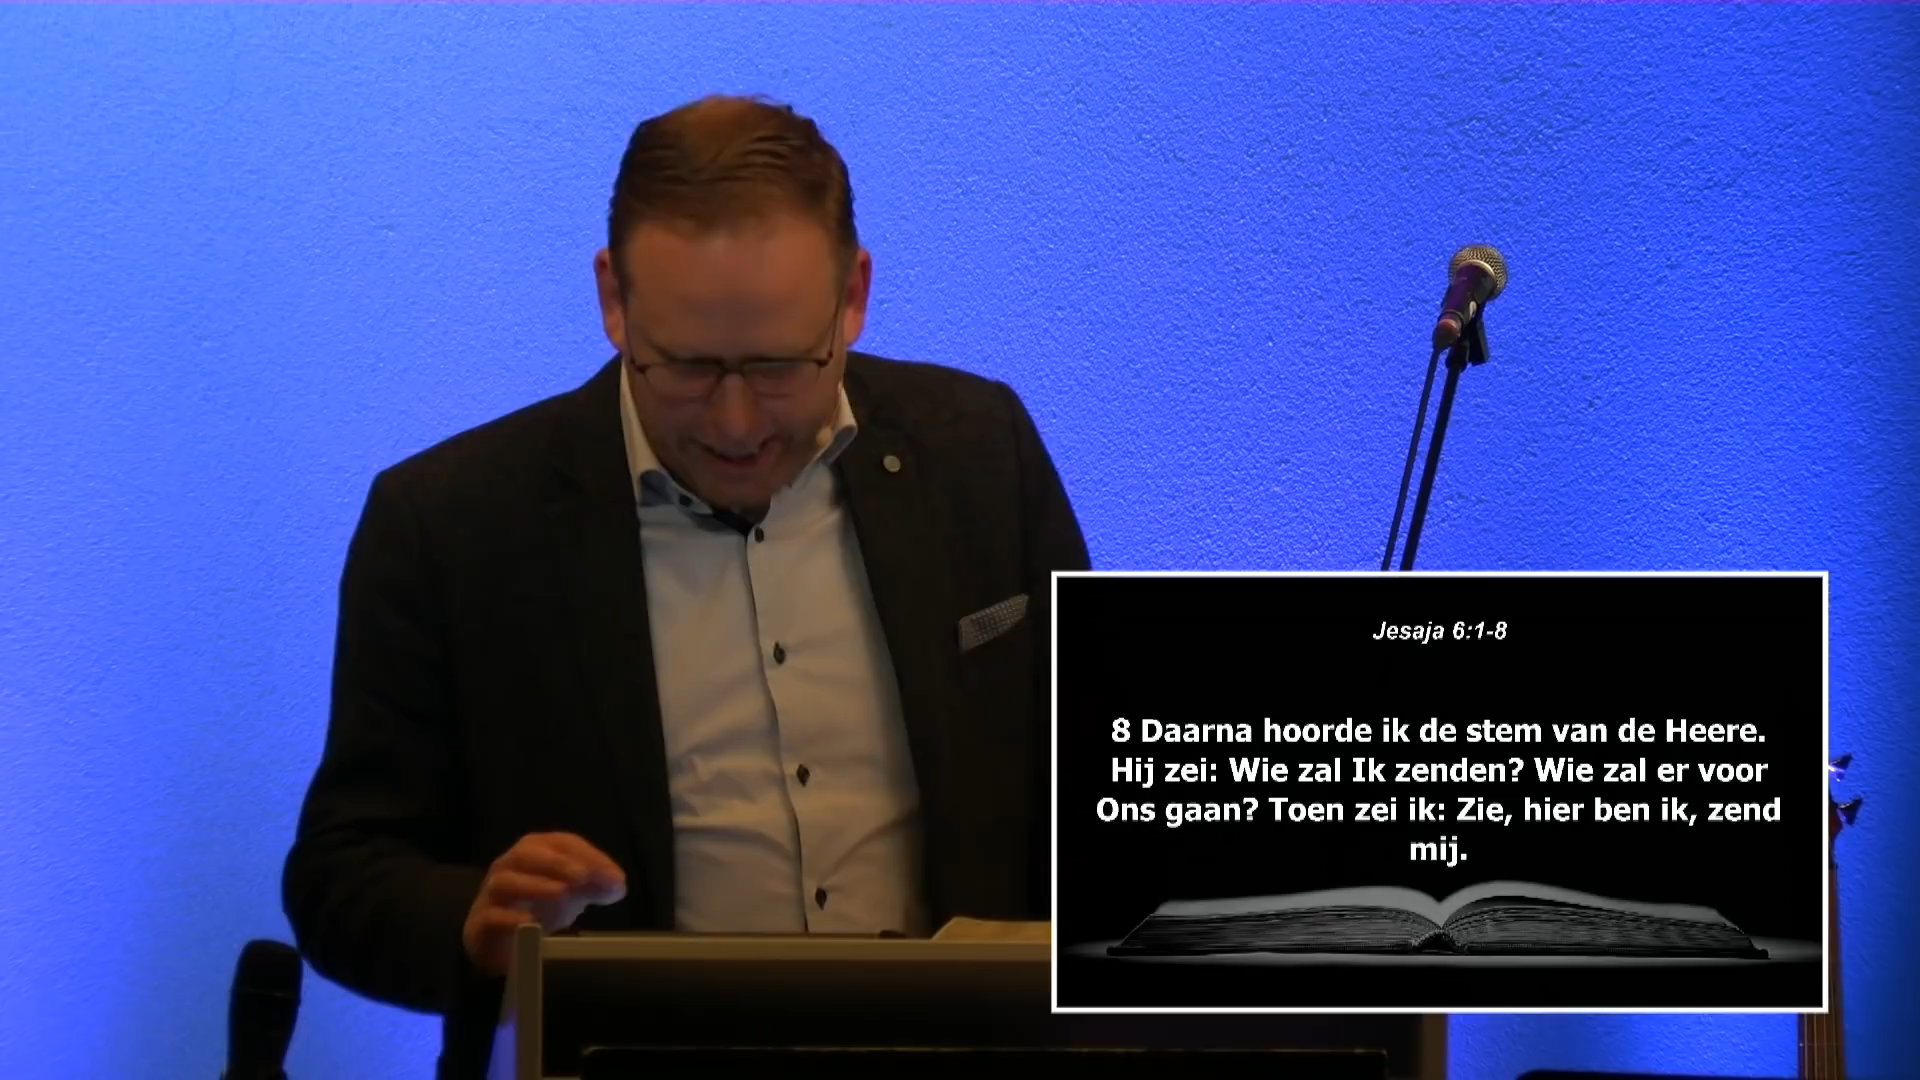 Jesaja 6:1-8
8 Daarna hoorde ik de stem van de Heere.
Hij zei: Wie zal Ik zenden? Wie zal er voor
Ons gaan? Toen zei ik: Zie, hier ben ik, zend
mij.